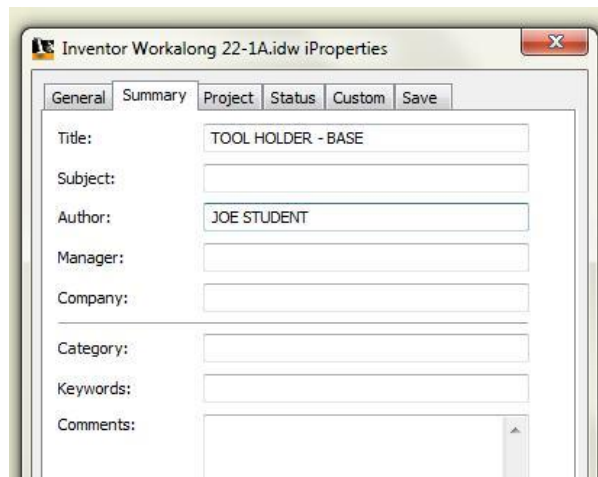 Inventor Workalong 22-1A.idw iProperties
General Summary Project Status Custom Save
Title: TOOL HOLDER - BASE
Subject:
Author: JOE STUDENT
Manager:
Company:
Category:
Keywords:
Comments: